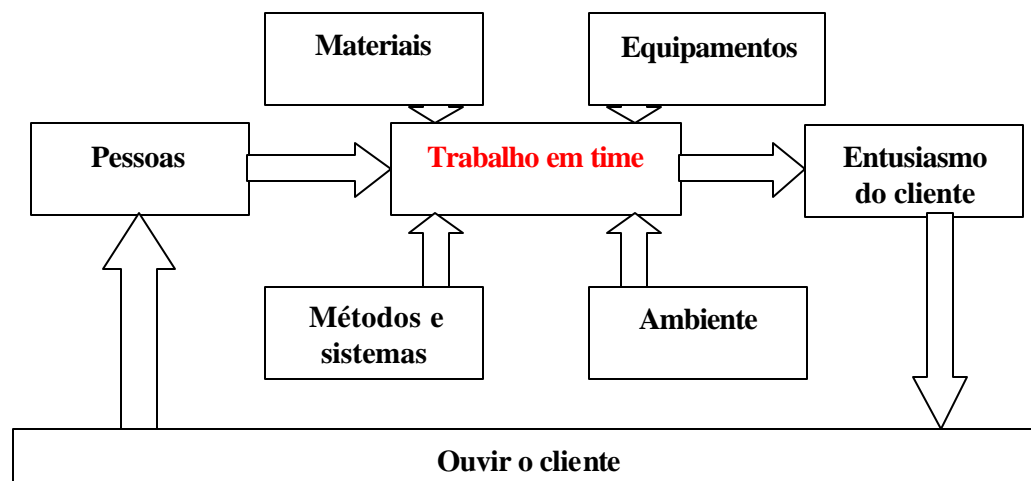 Materiais
Equipamentos
Pessoas
Trabalho em time
Entusiasmo
do cliente
Métodos e
sistemas
Ambiente
Ouvir o cliente